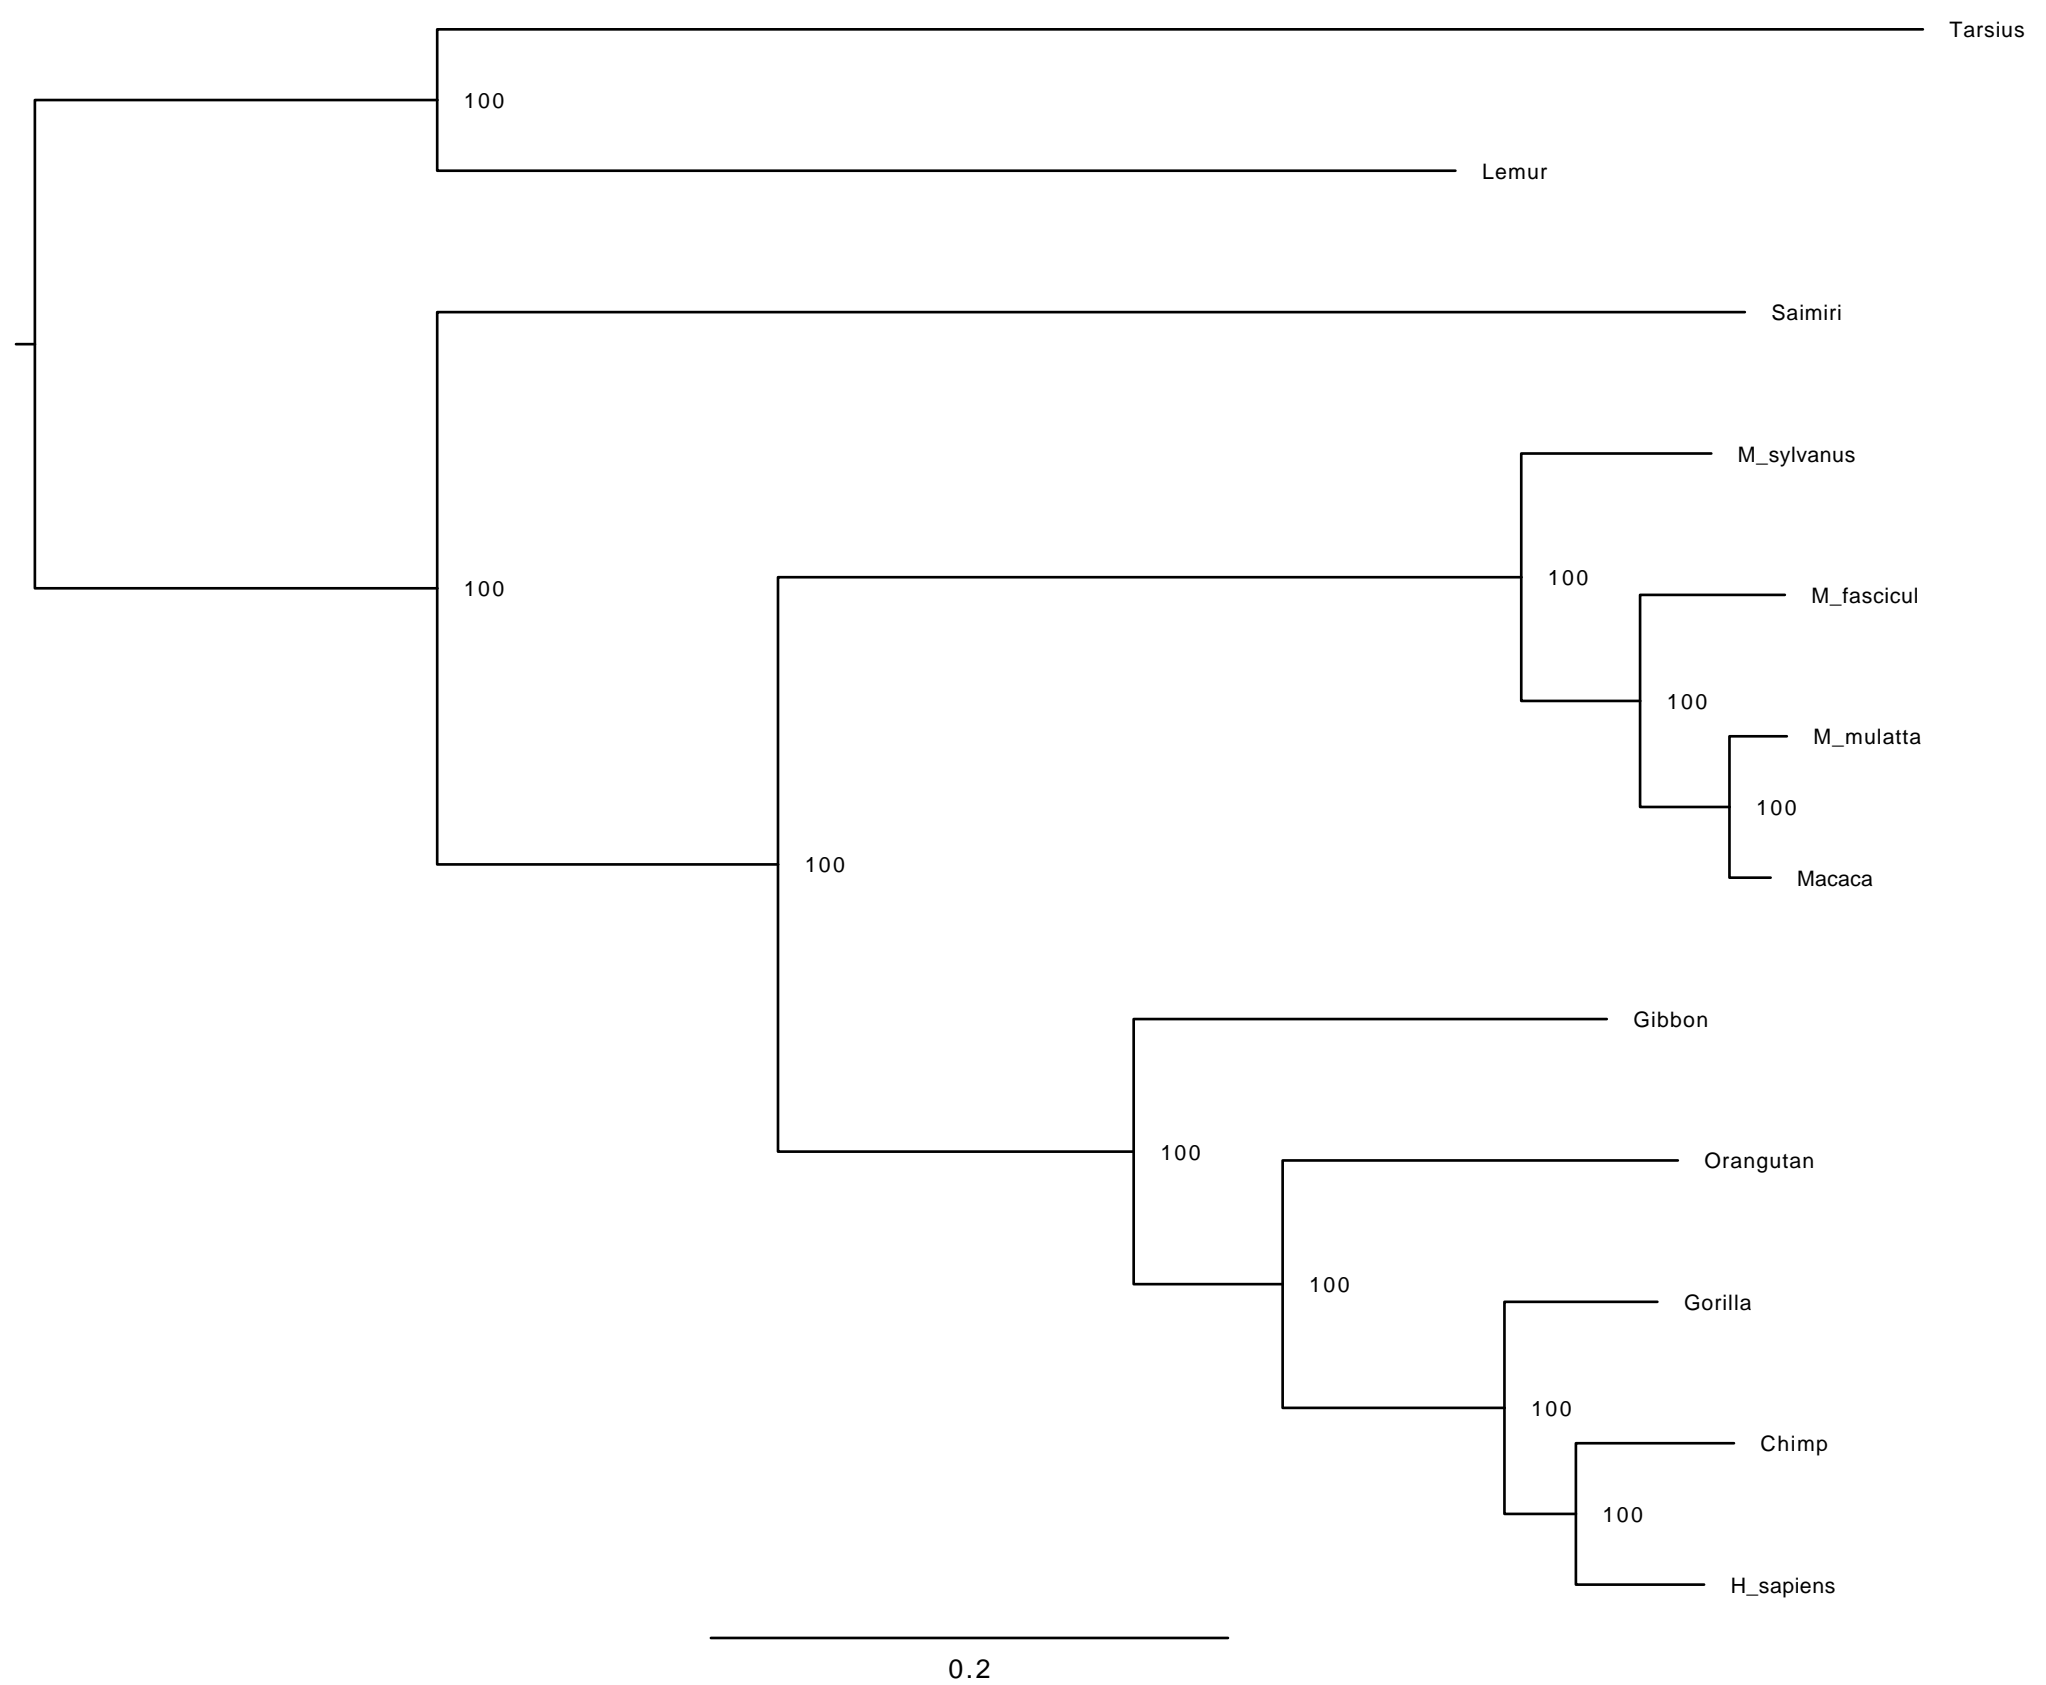 Tarsius
100
Lemur
Saimiri
M_sylvanus
100
100
M_fascicul
100
M_mulatta
100
100
Macaca
Gibbon
100
Orangutan
100
Gorilla
100
Chimp
100
H_sapiens
0.2